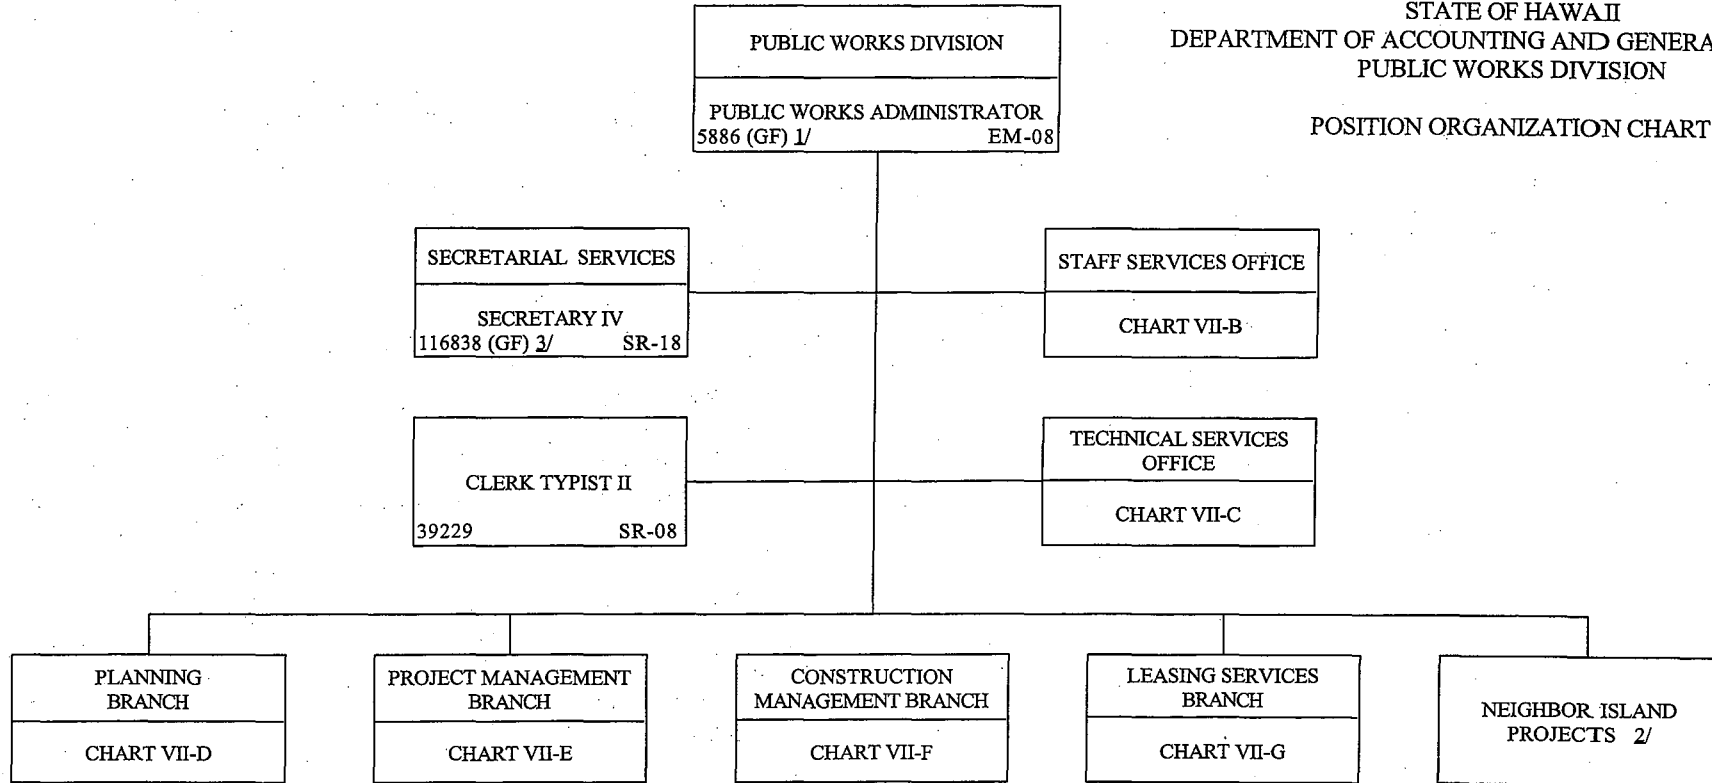 STATE OF HAWAII
DEPARTMENT OF ACCOUNTING AND GENERA
PUBLIC WORKS DIVISION
POSITION ORGANIZATION CHART
PUBLIC WORKS DIVISION
PUBLIC WORKS ADMINISTRATOR
5886 (GF) 1/ EM-08
SECRETARIAL SERVICES
SECRETARY IV
116838 (GF) 3/ SR-18
STAFF SERVICES OFFICE
CHART VII-B
CLERK TYPIST II
39229 SR-08
TECHNICAL SERVICES
OFFICE
CHART VII-C
PLANNING
BRANCH
CHART VII-D
PROJECT MANAGEMENT
BRANCH
CHART VII-E
CONSTRUCTION
MANAGEMENT BRANCH
CHART VII-F
LEASING SERVICES
BRANCH
CHART VII-G
NEIGHBOR ISLAND
PROJECTS 2/